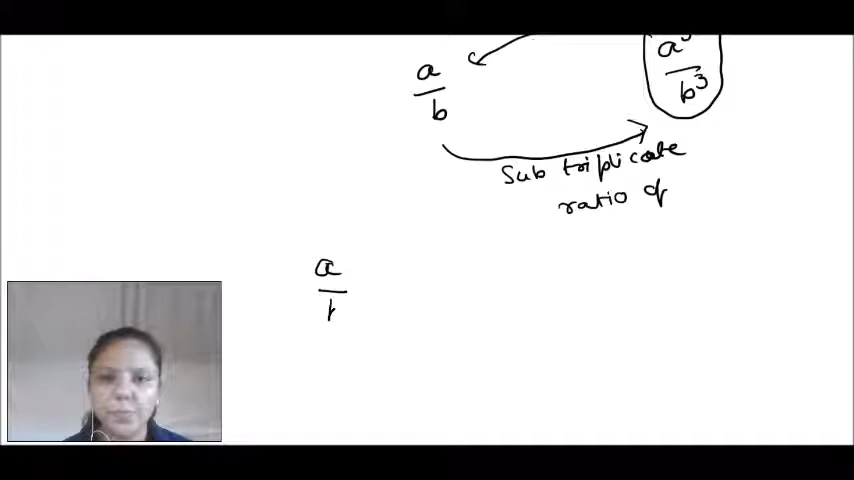 a/b
a³/b³
Sub triplicate
ratio of
a